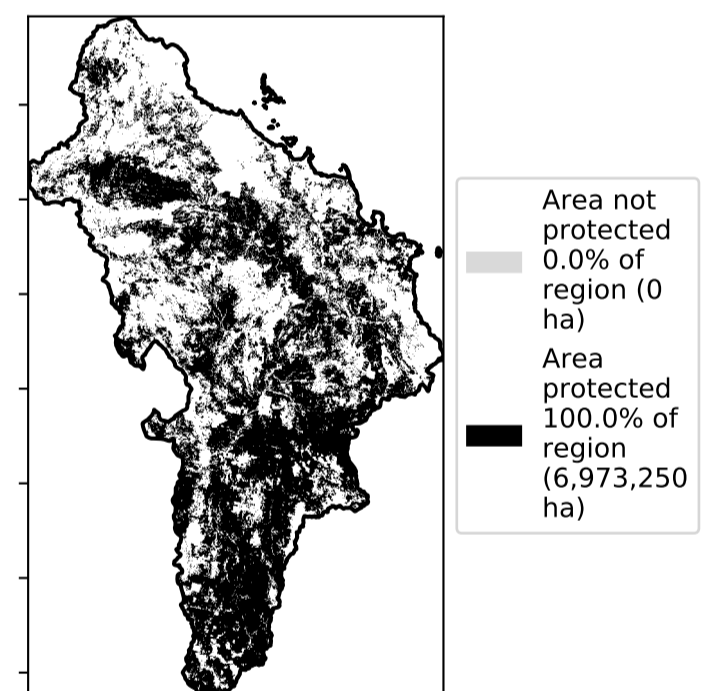 Area not
protected
0.0% of
region (0
ha)
Area
protected
100.0% of
region
(6,973,250
ha)